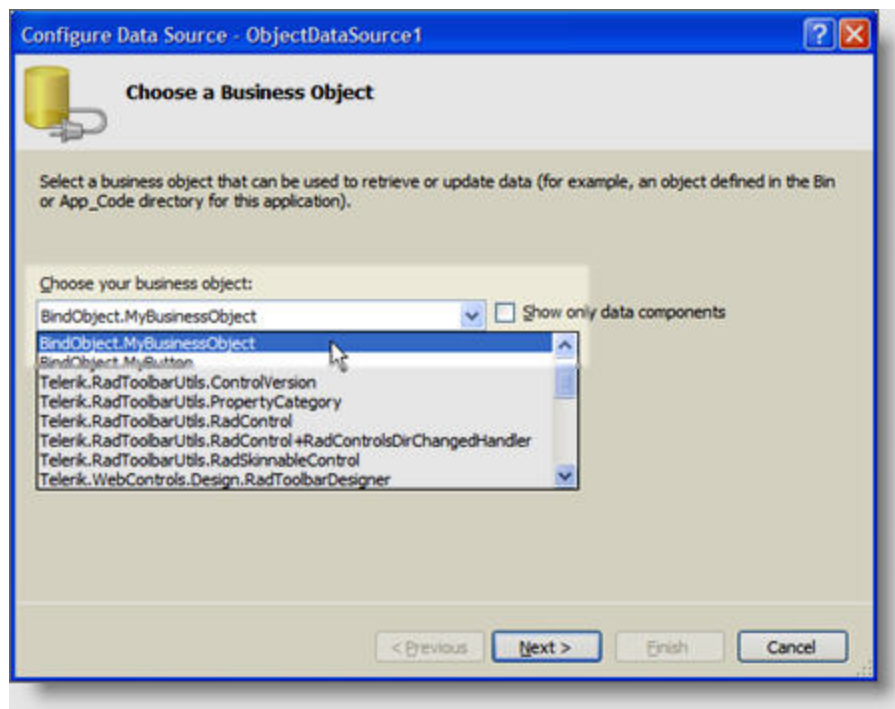 Configure Data Source - ObjectDataSource1
Choose a Business Object
Select a business object that can be used to retrieve or update data (for example, an object defined in the Bin
or App_Code directory for this application).
Choose your business object:
BindObject.MyBusinessObject
Show only data components
BindObject.MyBusinessObject
BindObject.MyButton
Telerik.RadToolbarUtils.ControlVersion
Telerik.RadToolbarUtils.PropertyCategory
Telerik.RadToolbarUtils.RadControl
Telerik.RadToolbarUtils.RadControl+RadControlsDirChangedHandler
Telerik.RadToolbarUtils.RadSkinnableControl
Telerik.WebControls.Design.RadToolbarDesigner
< Previous
Next >
Finish
Cancel